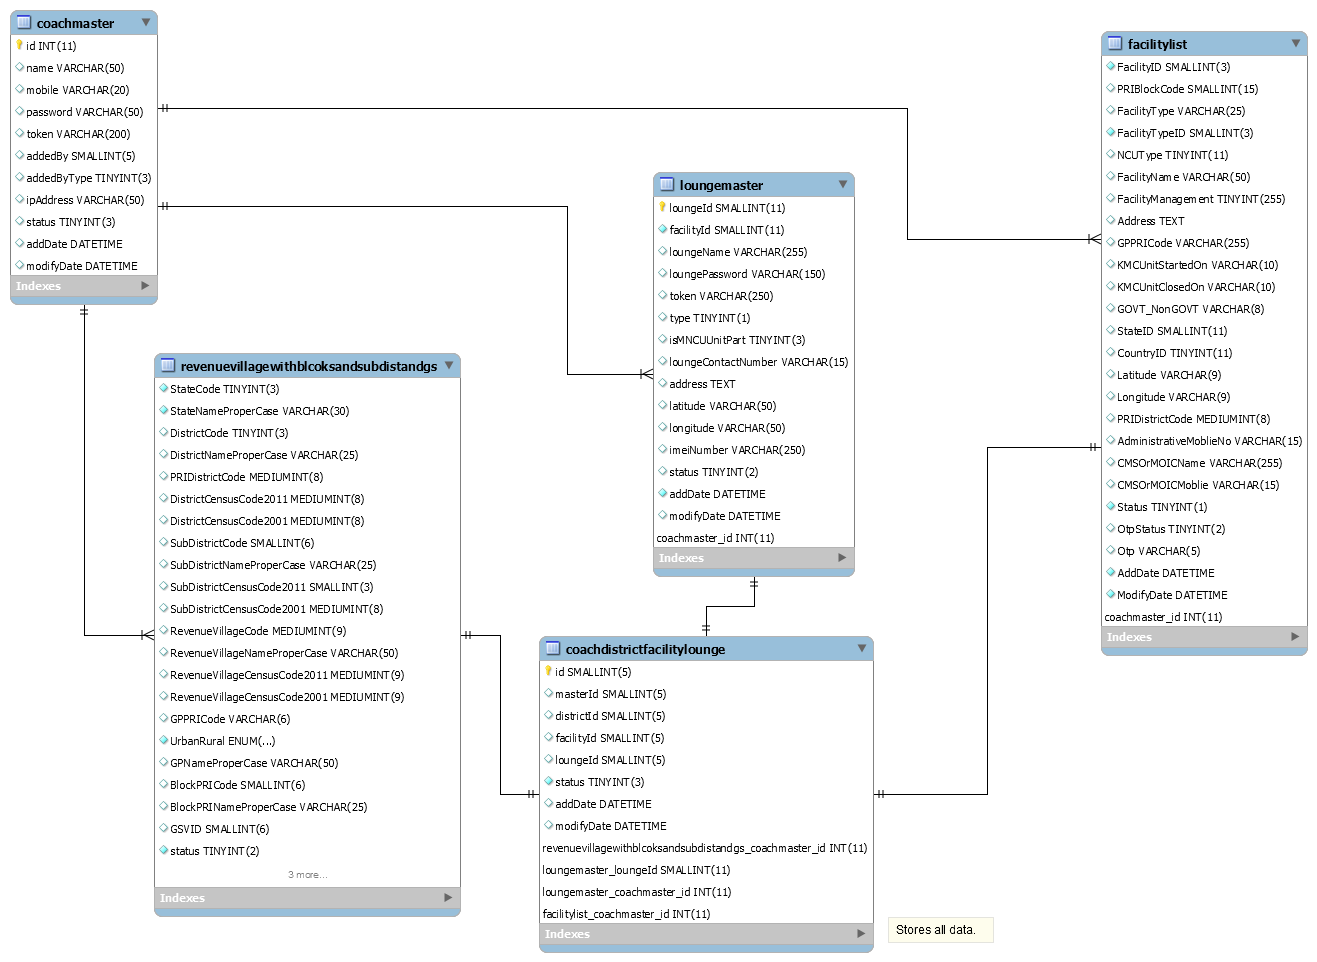 coachmaster
id INT(11)
name VARCHAR(50)
mobile VARCHAR(20)
password VARCHAR(50)
token VARCHAR(200)
addedBy SMALLINT(5)
addedByType TINYINT(3)
ipAddress VARCHAR(50)
status TINYINT(3)
addDate DATETIME
modifyDate DATETIME
Indexes
facilitylist
FacilityID SMALLINT(3)
PRIBlockCode SMALLINT(15)
FacilityType VARCHAR(25)
FacilityTypeID SMALLINT(3)
NCUType TINYINT(11)
FacilityName VARCHAR(50)
FacilityManagement TINYINT(255)
Address TEXT
GPPRICode VARCHAR(255)
KMCUnitStartedOn VARCHAR(10)
KMCUnitClosedOn VARCHAR(10)
GOVT_NonGOVT VARCHAR(8)
StateID SMALLINT(11)
CountryID TINYINT(11)
Latitude VARCHAR(9)
Longitude VARCHAR(9)
PRIDistrictCode MEDIUMINT(8)
AdministrativeMoblieNo VARCHAR(15)
CMSOrMOICName VARCHAR(255)
CMSOrMOICMoblie VARCHAR(15)
Status TINYINT(1)
OtpStatus TINYINT(2)
Otp VARCHAR(5)
AddDate DATETIME
ModifyDate DATETIME
coachmaster_id INT(11)
Indexes
loungemaster
loungeId SMALLINT(11)
facilityId SMALLINT(11)
loungeName VARCHAR(255)
loungePassword VARCHAR(150)
token VARCHAR(250)
type TINYINT(1)
isMNCUUnitPart TINYINT(3)
loungeContactNumber VARCHAR(15)
address TEXT
latitude VARCHAR(50)
longitude VARCHAR(50)
imeiNumber VARCHAR(250)
status TINYINT(2)
addDate DATETIME
modifyDate DATETIME
coachmaster_id INT(11)
Indexes
revenuevillagewithblcoksandsubdistandgs
StateCode TINYINT(3)
StateNameProperCase VARCHAR(30)
DistrictCode TINYINT(3)
DistrictNameProperCase VARCHAR(25)
PRIDistrictCode MEDIUMINT(8)
DistrictCensusCode2011 MEDIUMINT(8)
DistrictCensusCode2001 MEDIUMINT(8)
SubDistrictCode SMALLINT(6)
SubDistrictNameProperCase VARCHAR(25)
SubDistrictCensusCode2011 SMALLINT(3)
SubDistrictCensusCode2001 MEDIUMINT(8)
RevenueVillageCode MEDIUMINT(9)
RevenueVillageNameProperCase VARCHAR(50)
RevenueVillageCensusCode2011 MEDIUMINT(9)
RevenueVillageCensusCode2001 MEDIUMINT(9)
GPPRICode VARCHAR(6)
UrbanRural ENUM(...)
GPNameProperCase VARCHAR(50)
BlockPRICode SMALLINT(6)
BlockPRINameProperCase VARCHAR(25)
GSVID SMALLINT(6)
status TINYINT(2)
3 more...
Indexes
coachdistrictfacilitylounge
id SMALLINT(5)
masterId SMALLINT(5)
districtId SMALLINT(5)
facilityId SMALLINT(5)
loungeId SMALLINT(5)
status TINYINT(3)
addDate DATETIME
modifyDate DATETIME
revenuevillagewithblcoksandsubdistandgs_coachmaster_id INT(11)
loungemaster_loungeId SMALLINT(11)
loungemaster_coachmaster_id INT(11)
facilitylist_coachmaster_id INT(11)
Indexes
Stores all data.